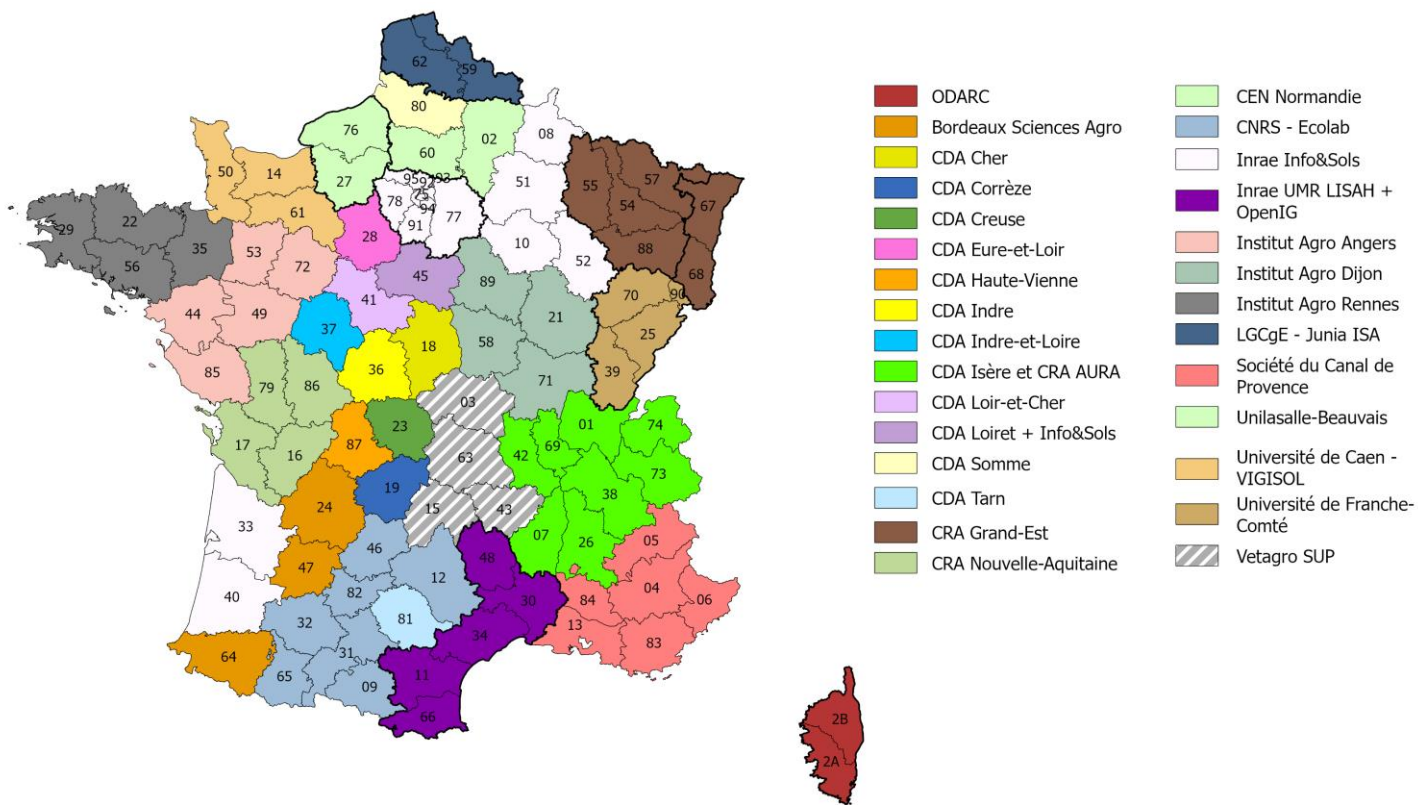 62
59
80
08
76
02
60
27
50
14
95
92
93
75
78
94
77
91
51
55
57
54
67
61
22
29
35
56
53
72
28
10
88
52
68
45
89
70
90
41
44
49
37
21
25
18
58
36
85
79
86
39
71
03
17
16
87
23
01
74
42
69
63
73
19
38
24
15
43
33
07
26
05
46
48
47
12
40
82
04
30
84
06
81
32
13
34
83
31
64
65
11
09
66
2B
2A
ODARC
Bordeaux Sciences Agro
CDA Cher
CDA Corrèze
CDA Creuse
CDA Eure-et-Loir
CDA Haute-Vienne
CDA Indre
CDA Indre-et-Loire
CDA Isère et CRA AURA
CDA Loir-et-Cher
CDA Loiret + Info&Sols
CDA Somme
CDA Tarn
CRA Grand-Est
CRA Nouvelle-Aquitaine
CEN Normandie
CNRS - Ecolab
Inrae Info&Sols
Inrae UMR LISAH +
OpenIG
Institut Agro Angers
Institut Agro Dijon
Institut Agro Rennes
LGCgE - Junia ISA
Société du Canal de
Provence
Unilasalle-Beauvais
Université de Caen -
VIGISOL
Université de Franche-
Comté
Vetagro SUP